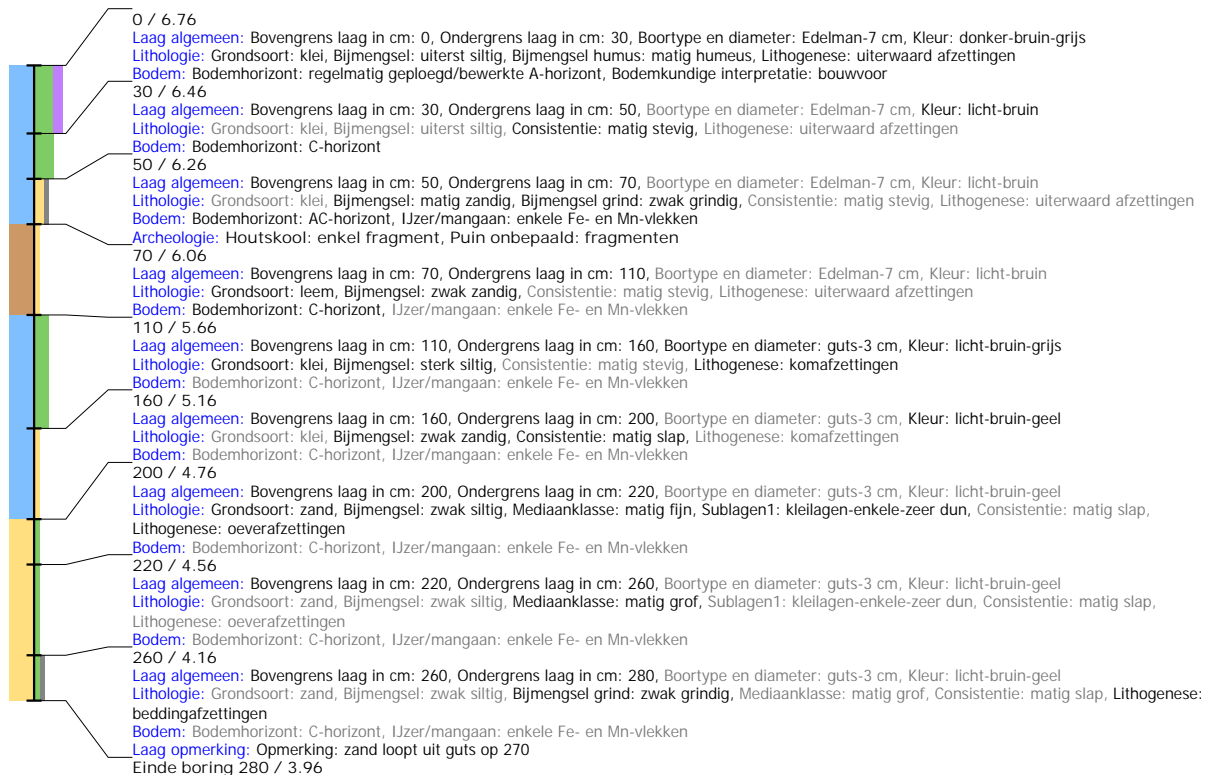 0 / 6.76
Laag algemeen: Bovengrens laag in cm: 0, Ondergrens laag in cm: 30, Boortype en diameter: Edelman-7 cm, Kleur: donker-bruin-grijs
Lithologie: Grondsoort: klei, Bijmengsel: uiterst siltig, Bijmengsel humus: matig humeus, Lithogenese: uiterwaard afzettingen
Bodem: Bodemhorizont: regelmatig geploegd/bewerkte A-horizont, Bodemkundige interpretatie: bouwvoor
30 / 6.46
Laag algemeen: Bovengrens laag in cm: 30, Ondergrens laag in cm: 50, Boortype en diameter: Edelman-7 cm, Kleur: licht-bruin
Lithologie: Grondsoort: klei, Bijmengsel: uiterst siltig, Consistentie: matig stevig, Lithogenese: uiterwaard afzettingen
Bodem: Bodemhorizont: C-horizont
50 / 6.26
Laag algemeen: Bovengrens laag in cm: 50, Ondergrens laag in cm: 70, Boortype en diameter: Edelman-7 cm, Kleur: licht-bruin
Lithologie: Grondsoort: klei, Bijmengsel: matig zandig, Bijmengsel grind: zwak grindig, Consistentie: matig stevig, Lithogenese: uiterwaard afzettingen
Bodem: Bodemhorizont: AC-horizont, IJzer/mangaan: enkele Fe- en Mn-vlekken
Archeologie: Houtskool: enkel fragment, Puin onbepaald: fragmenten
70 / 6.06
Laag algemeen: Bovengrens laag in cm: 70, Ondergrens laag in cm: 110, Boortype en diameter: Edelman-7 cm, Kleur: licht-bruin
Lithologie: Grondsoort: leem, Bijmengsel: zwak zandig, Consistentie: matig stevig, Lithogenese: uiterwaard afzettingen
Bodem: Bodemhorizont: C-horizont, IJzer/mangaan: enkele Fe- en Mn-vlekken
110 / 5.66
Laag algemeen: Bovengrens laag in cm: 110, Ondergrens laag in cm: 160, Boortype en diameter: guts-3 cm, Kleur: licht-bruin-grijs
Lithologie: Grondsoort: klei, Bijmengsel: sterk siltig, Consistentie: matig stevig, Lithogenese: komafzettingen
Bodem: Bodemhorizont: C-horizont, IJzer/mangaan: enkele Fe- en Mn-vlekken
160 / 5.16
Laag algemeen: Bovengrens laag in cm: 160, Ondergrens laag in cm: 200, Boortype en diameter: guts-3 cm, Kleur: licht-bruin-geel
Lithologie: Grondsoort: klei, Bijmengsel: zwak zandig, Consistentie: matig slap, Lithogenese: komafzettingen
Bodem: Bodemhorizont: C-horizont, IJzer/mangaan: enkele Fe- en Mn-vlekken
200 / 4.76
Laag algemeen: Bovengrens laag in cm: 200, Ondergrens laag in cm: 220, Boortype en diameter: guts-3 cm, Kleur: licht-bruin-geel
Lithologie: Grondsoort: zand, Bijmengsel: zwak siltig, Mediaanklasse: matig fijn, Sublagen1: kleilagen-enkele-zeer dun, Consistentie: matig slap,
Lithogenese: oeverafzettingen
Bodem: Bodemhorizont: C-horizont, IJzer/mangaan: enkele Fe- en Mn-vlekken
220 / 4.56
Laag algemeen: Bovengrens laag in cm: 220, Ondergrens laag in cm: 260, Boortype en diameter: guts-3 cm, Kleur: licht-bruin-geel
Lithologie: Grondsoort: zand, Bijmengsel: zwak siltig, Mediaanklasse: matig grof, Sublagen1: kleilagen-enkele-zeer dun, Consistentie: matig slap,
Lithogenese: oeverafzettingen
Bodem: Bodemhorizont: C-horizont, IJzer/mangaan: enkele Fe- en Mn-vlekken
260 / 4.16
Laag algemeen: Bovengrens laag in cm: 260, Ondergrens laag in cm: 280, Boortype en diameter: guts-3 cm, Kleur: licht-bruin-geel
Lithologie: Grondsoort: zand, Bijmengsel: zwak siltig, Bijmengsel grind: zwak grindig, Mediaanklasse: matig grof, Consistentie: matig slap, Lithogenese:
beddingafzettingen
Bodem: Bodemhorizont: C-horizont, IJzer/mangaan: enkele Fe- en Mn-vlekken
Laag opmerking: Opmerking: zand loopt uit guts op 270
Einde boring 280 / 3.96